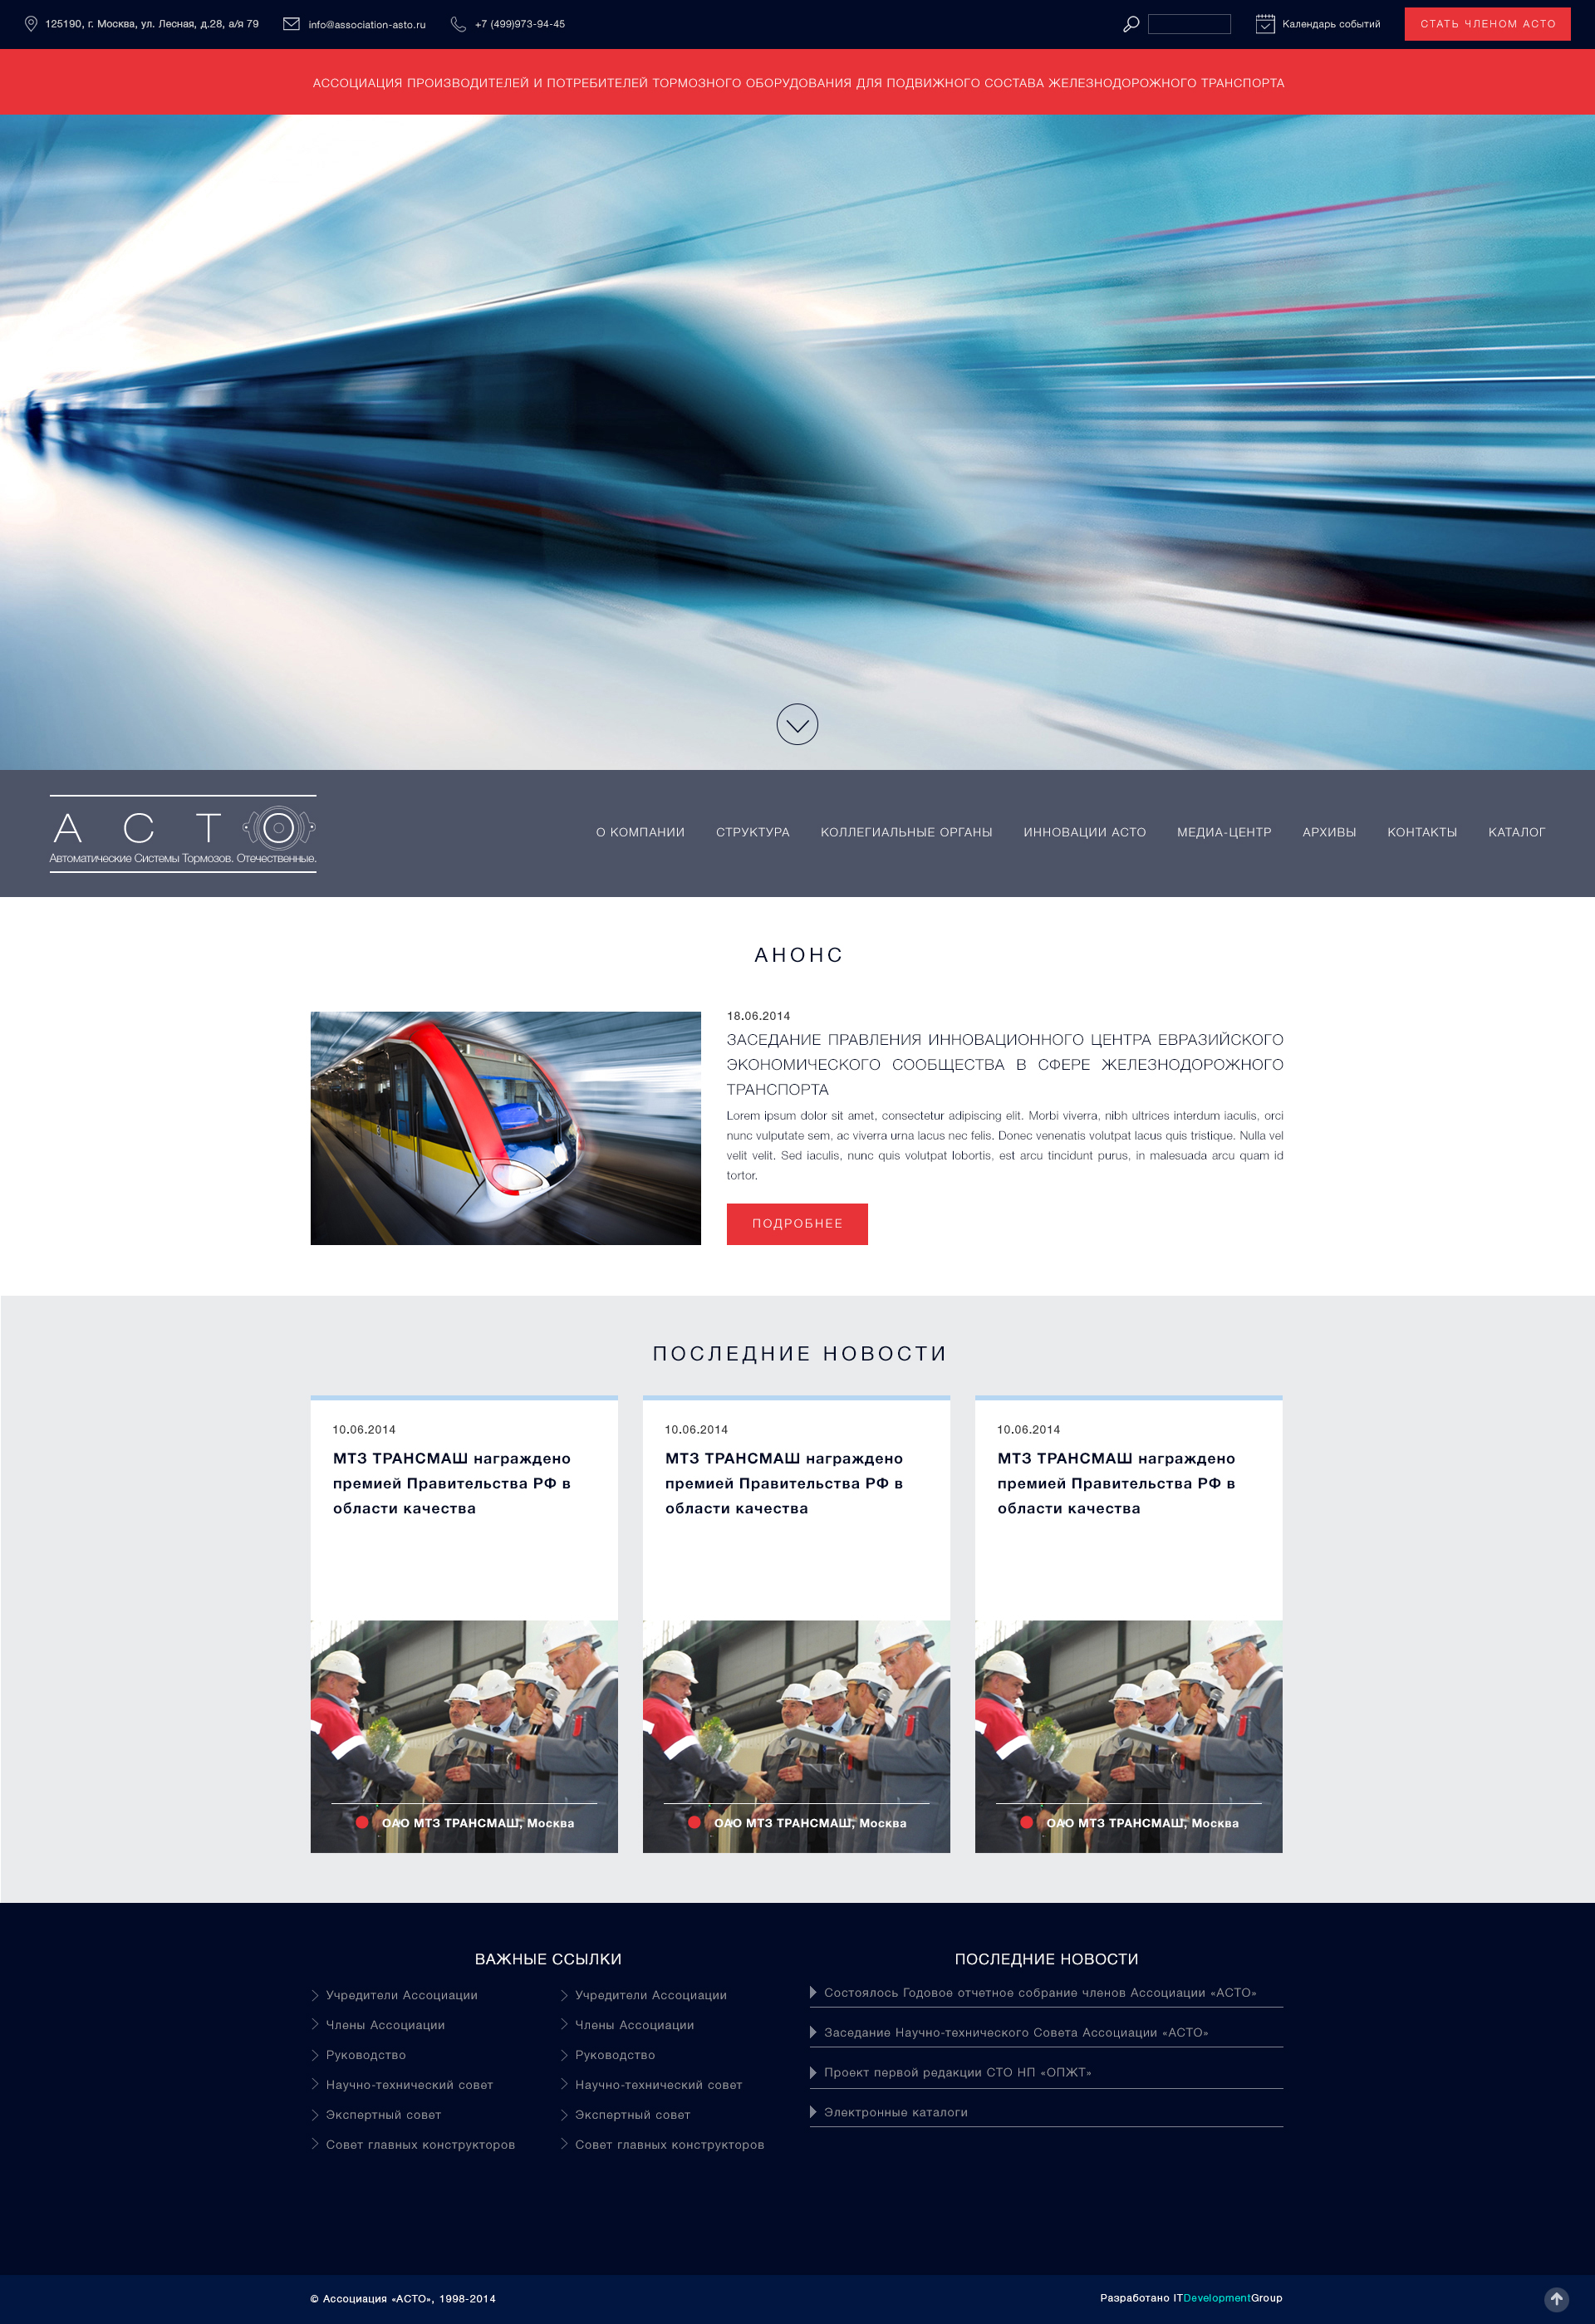 125190, г. Москва, ул. Лесная, д.28, а/я 79
info@association-asto.ru
+7 (499)973-94-45
Календарь событий
СТАТЬ ЧЛЕНОМ АСТО
АССОЦИАЦИЯ ПРОИЗВОДИТЕЛЕЙ И ПОТРЕБИТЕЛЕЙ ТОРМОЗНОГО ОБОРУДОВАНИЯ ДЛЯ ПОДВИЖНОГО СОСТАВА ЖЕЛЕЗНОДОРОЖНОГО ТРАНСПОРТА
АСТО
Автоматические Системы Тормозов. Отечественные.
О КОМПАНИИ
СТРУКТУРА
КОЛЛЕГИАЛЬНЫЕ ОРГАНЫ
ИННОВАЦИИ АСТО
МЕДИА-ЦЕНТР
АРХИВЫ
КОНТАКТЫ
КАТАЛОГ
АНОНС
18.06.2014
ЗАСЕДАНИЕ ПРАВЛЕНИЯ ИННОВАЦИОННОГО ЦЕНТРА ЕВРАЗИЙСКОГО
ЭКОНОМИЧЕСКОГО СООБЩЕСТВА В СФЕРЕ ЖЕЛЕЗНОДОРОЖНОГО
ТРАНСПОРТА
Lorem ipsum dolor sit amet, consectetur adipiscing elit. Morbi viverra, nibh ultrices interdum iaculis, orci
nunc vulputate sem, ac viverra urna lacus nec felis. Donec venenatis volutpat lacus quis tristique. Nulla vel
velit velit. Sed iaculis, nunc quis volutpat lobortis, est arcu tincidunt purus, in malesuada arcu quam id
tortor.
ПОДРОБНЕЕ
ПОСЛЕДНИЕ НОВОСТИ
10.06.2014
МТЗ ТРАНСМАШ награждено
премией Правительства РФ в
области качества
ОАЮ МТЗ ТРАНСМАШ, Москва
10.06.2014
МТЗ ТРАНСМАШ награждено
премией Правительства РФ в
области качества
ОАЮ МТЗ ТРАНСМАШ, Москва
10.06.2014
МТЗ ТРАНСМАШ награждено
премией Правительства РФ в
области качества
ОАЮ МТЗ ТРАНСМАШ, Москва
ВАЖНЫЕ ССЫЛКИ
Учредители Ассоциации
Члены Ассоциации
Руководство
Научно-технический совет
Экспертный совет
Совет главных конструкторов
Учредители Ассоциации
Члены Ассоциации
Руководство
Научно-технический совет
Экспертный совет
Совет главных конструкторов
ПОСЛЕДНИЕ НОВОСТИ
Состоялось Годовое отчетное собрание членов Ассоциации «АСТО»
Заседание Научно-технического Совета Ассоциации «АСТО»
Проект первой редакции СТО НП «ОПЖТ»
Электронные каталоги
© Ассоциация «АСТО», 1998-2014
Разработано ITDevelopmentGroup